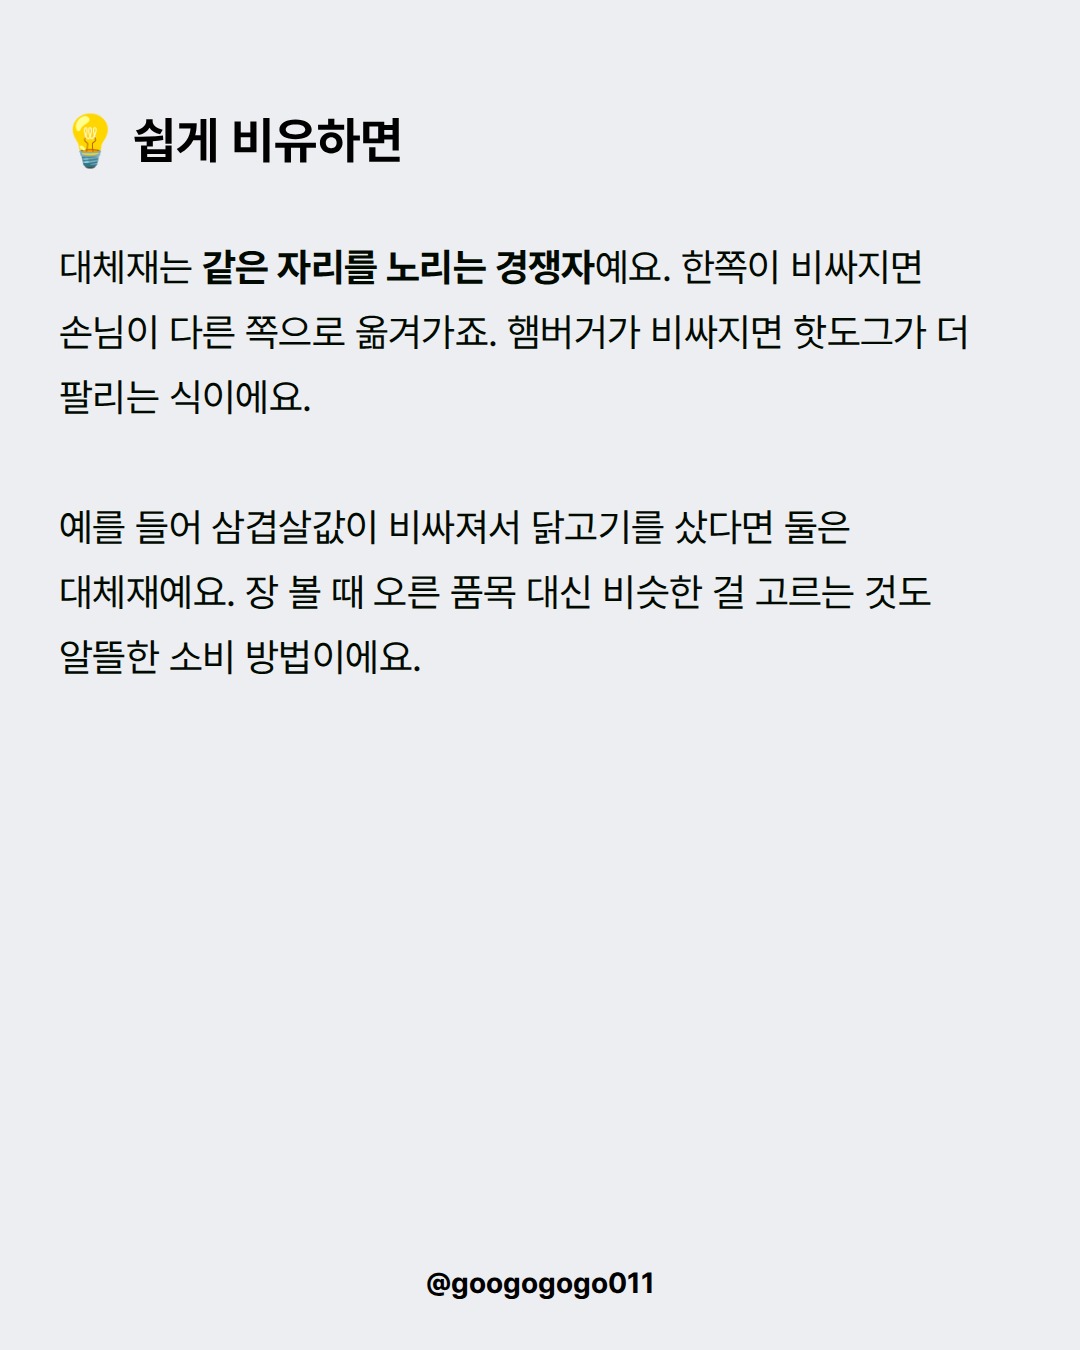 💡 쉽게 비유하면
대체재는 같은 자리를 노리는 경쟁자예요. 한쪽이 비싸지면
손님이 다른 쪽으로 옮겨가죠. 햄버거가 비싸지면 핫도그가 더
팔리는 식이에요.
예를 들어 삼겹살값이 비싸져서 닭고기를 샀다면 둘은
대체재예요. 장 볼 때 오른 품목 대신 비슷한 걸 고르는 것도
알뜰한 소비 방법이에요.
@googogogo011